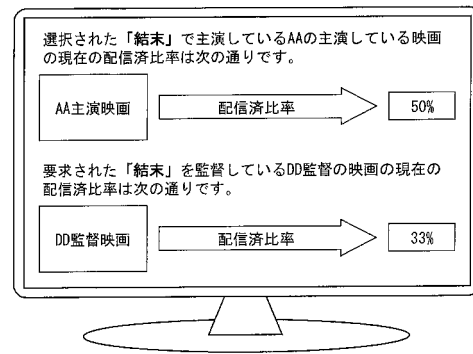 選択された「結末」で主演しているAAの主演している映画
の現在の配信済比率は次の通りです。
AA主演映画
配信済比率
50%
要求された「結末」を監督しているDD監督の映画の現在の
配信済比率は次の通りです。
DD監督映画
配信済比率
33%